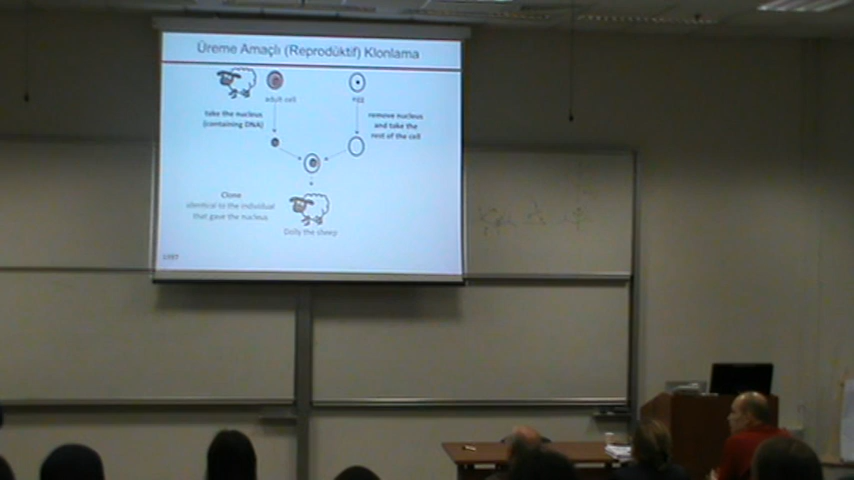 Üreme Amaçlı (Reprodüktif) Klonlama
adult cell
egg
take the nucleus
(containing DNA)
remove nucleus
and take the
rest of the cell
Clone
identical to the individual
that gave the nucleus
Dolly the sheep